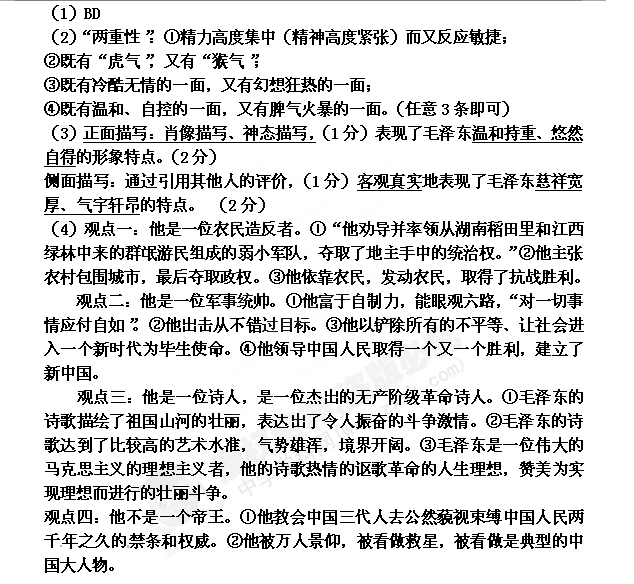 （1）BD
（2）“两重性”：①精力高度集中（精神高度紧张）而又反应敏捷；
②既有“虎气”，又有“猴气”；
③既有冷酷无情的一面，又有幻想狂热的一面；
④既有温和、自控的一面，又有脾气火暴的一面。（任意3条即可）
（3）正面描写：肖像描写、神态描写，（1分）表现了毛泽东温和持重、悠然
自得的形象特点。（2分）
侧面描写：通过引用其他人的评价，（1分）客观真实地表现了毛泽东慈祥宽
厚、气宇轩昂的特点。 （2分）
（4）观点一：他是一位农民造反者。①“他劝导并率领从湖南稻田里和江西
绿林中来的群氓游民组成的弱小军队，夺取了地主手中的统治权。”②他主张
农村包围城市，最后夺取政权。③他依靠农民，发动农民，取得了抗战胜利。
观点二：他是一位军事统帅。①他富于自制力，能眼观六路，“对一切事
情应付自如”。②他出击从不错过目标。③他以铲除所有的不平等、让社会进
入一个新时代为毕生使命。④他领导中国人民取得一个又一个胜利，建立了
新中国。
观点三：他是一位诗人，是一位杰出的无产阶级革命诗人。①毛泽东的
诗歌描绘了祖国山河的壮丽，表达出了令人振奋的斗争激情。②毛泽东的诗
歌达到了比较高的艺术水准，气势雄浑，境界开阔。③毛泽东是一位伟大的
马克思主义的理想主义者，他的诗歌热情的讴歌革命的人生理想，赞美为实
现理想而进行的壮丽斗争。
观点四：他不是一个帝王。①他教会中国三代人去公然藐视束缚中国人民两
千年之久的禁条和权威。②他被万人景仰，被看做救星，被看做是典型的中
国大人物。